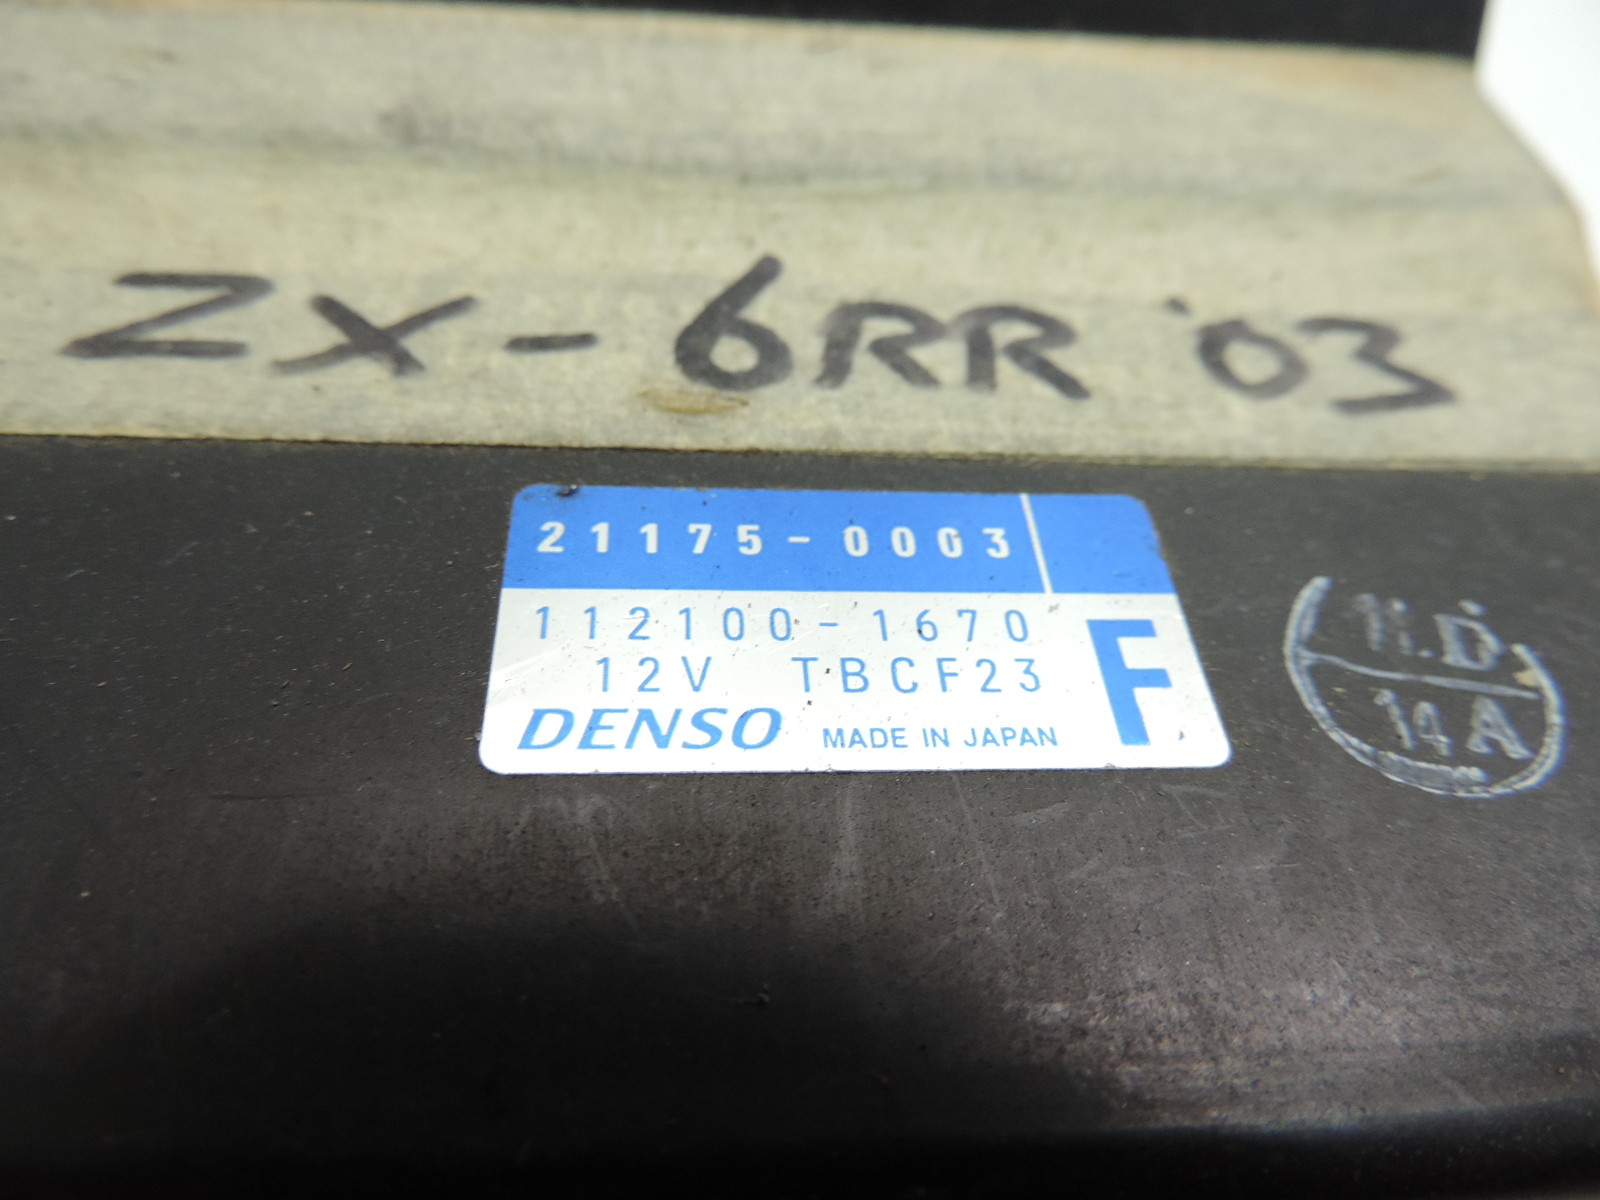 ZX-6RR '03
21175-0003
112100-1670
12V TBCF23
F
DENSO MADE IN JAPAN
14A